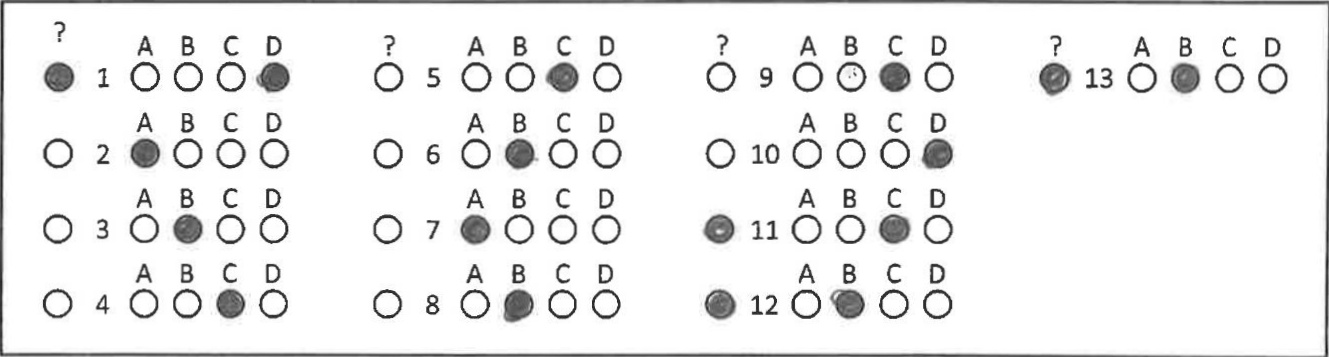 ? A B C D ? A B C D ? A B C D ? A B C D
1 5 9 13
A B C D A B C D A B C D
2 6 10
A B C D A B C D A B C D
3 7 11
A B C D A B C D A B C D
4 8 12